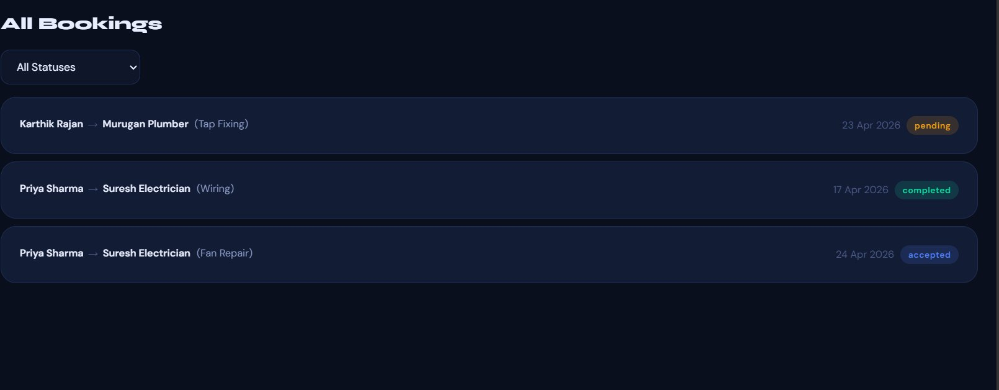 All Bookings
All Statuses
Karthik Rajan → Murugan Plumber (Tap Fixing) 23 Apr 2026 pending
Priya Sharma → Suresh Electrician (Wiring) 17 Apr 2026 completed
Priya Sharma → Suresh Electrician (Fan Repair) 24 Apr 2026 accepted